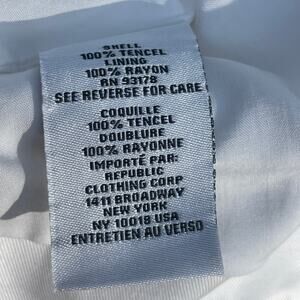 SHELL
100% TENCEL
LINING
100% RAYON
RN 93178
SEE REVERSE FOR CARE
COQUILLE
100% TENCEL
DOUBLURE
100% RAYONNE
IMPORTÉ PAR:
REPUBLIC
CLOTHING CORP
1411 BROADWAY
NEW YORK
NY 10018 USA
ENTRETIEN AU VERSO